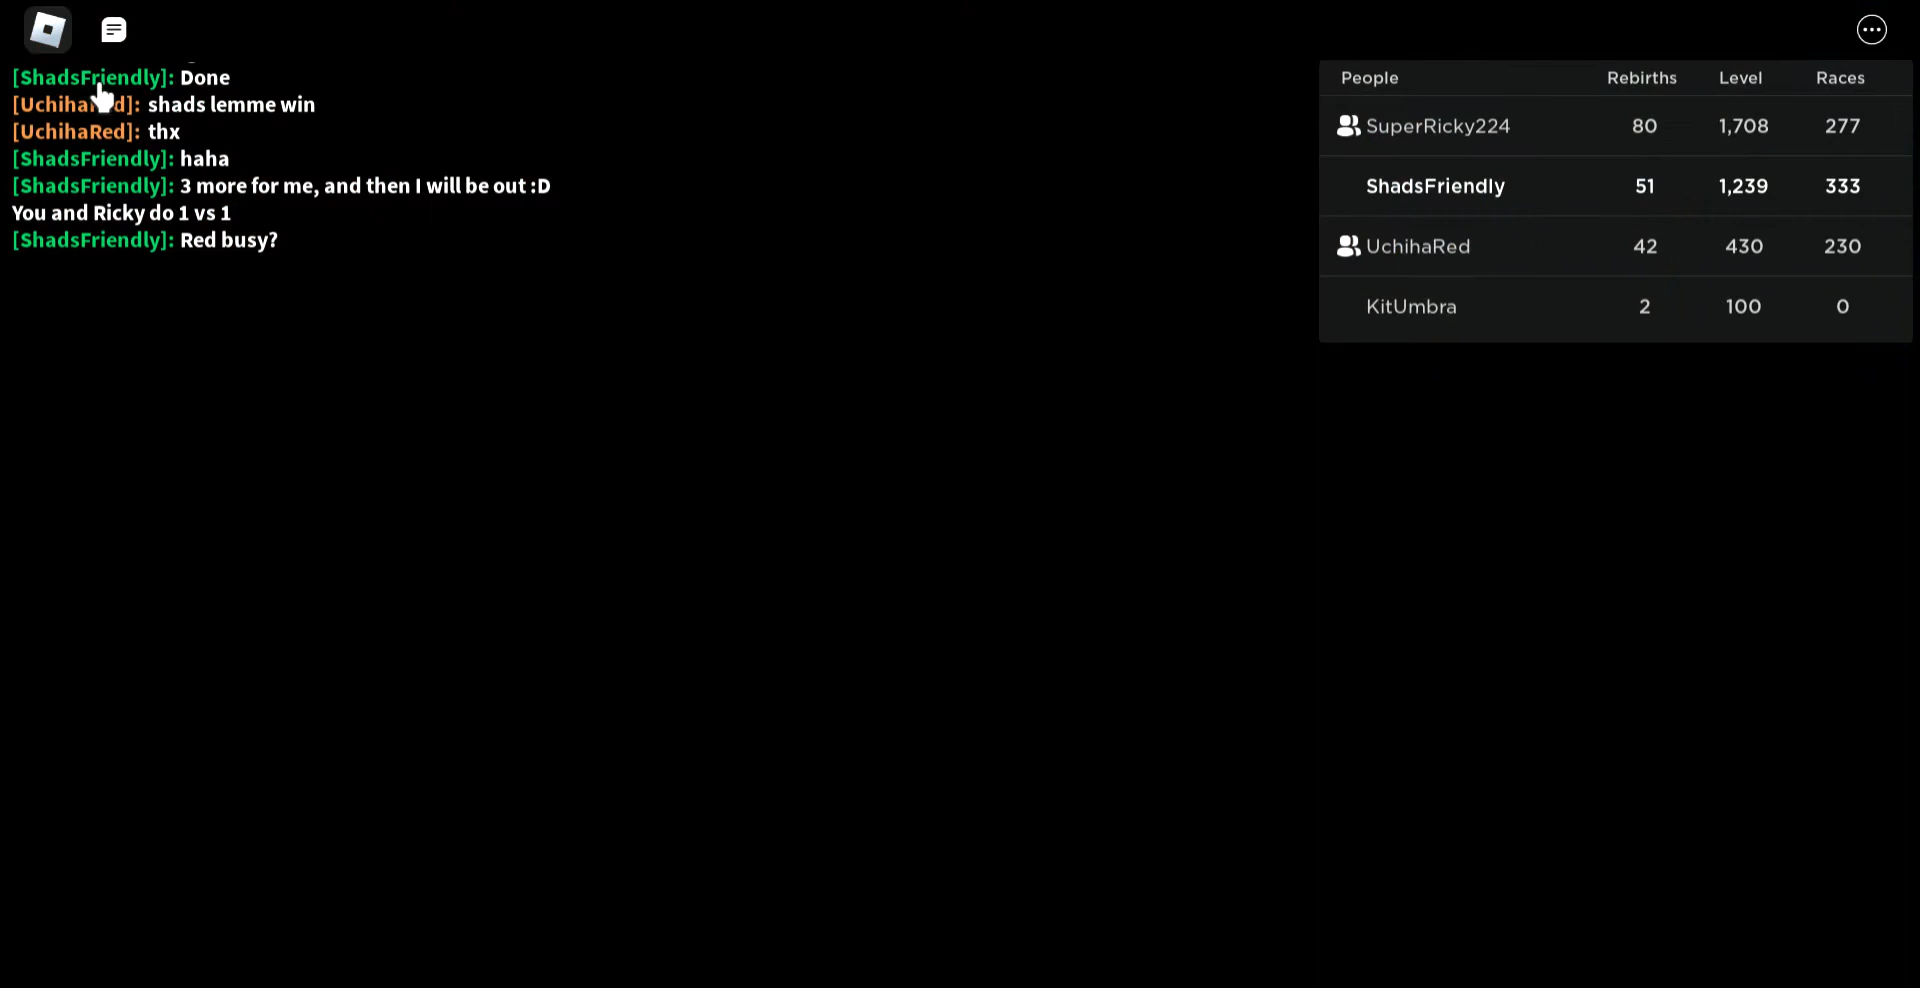 [ShadsFriendly]: Done
[UchihaRed]: shads lemme win
[UchihaRed]: thx
[ShadsFriendly]: haha
[ShadsFriendly]: 3 more for me, and then I will be out :D
You and Ricky do 1 vs 1
[ShadsFriendly]: Red busy?
People Rebirths Level Races
SuperRicky224 80 1,708 277
ShadsFriendly 51 1,239 333
UchihaRed 42 430 230
KitUmbra 2 100 0